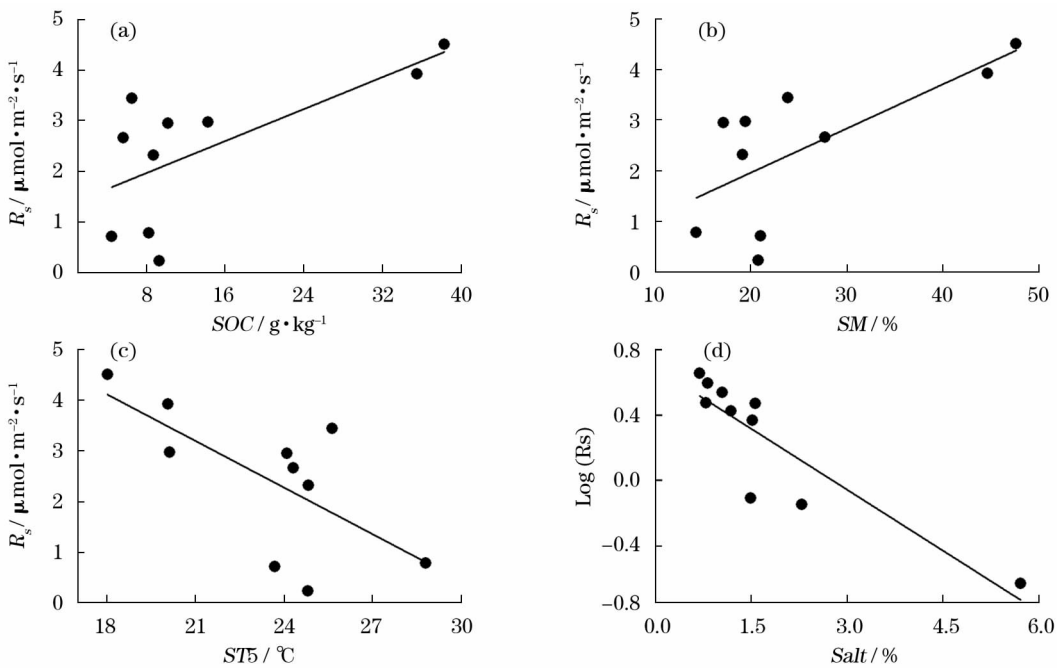 (a)
5
4
3
2
1
0
8 16 24 32 40
R_s / μmol • m⁻² • s⁻¹
SOC / g • kg⁻¹
(b)
5
4
3
2
1
0
10 20 30 40 50
R_s / μmol • m⁻² • s⁻¹
SM / %
(c)
5
4
3
2
1
0
18 21 24 27 30
R_s / μmol • m⁻² • s⁻¹
ST5 / ℃
(d)
0.8
0.4
0.0
−0.4
−0.8
0.0 1.5 3.0 4.5 6.0
Log (Rs)
Salt / %